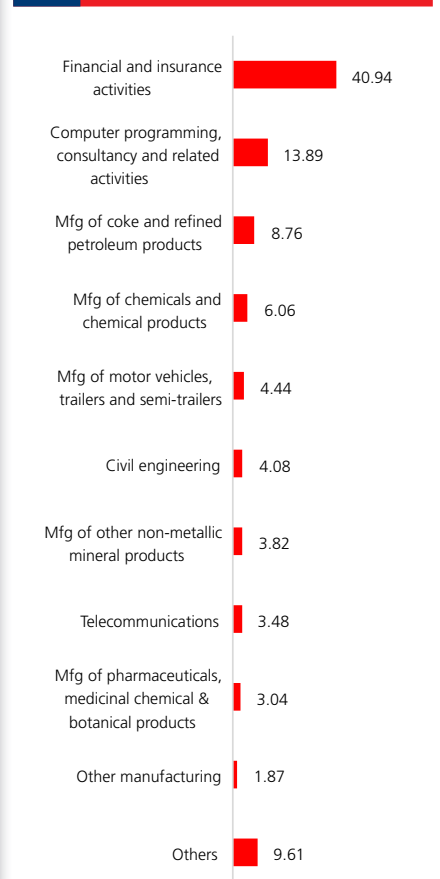 Financial and insurance
activities
40.94
Computer programming,
consultancy and related
activities
13.89
Mfg of coke and refined
petroleum products
8.76
Mfg of chemicals and
chemical products
6.06
Mfg of motor vehicles,
trailers and semi-trailers
4.44
Civil engineering
4.08
Mfg of other non-metallic
mineral products
3.82
Telecommunications
3.48
Mfg of pharmaceuticals,
medicinal chemical &
botanical products
3.04
Other manufacturing
1.87
Others
9.61